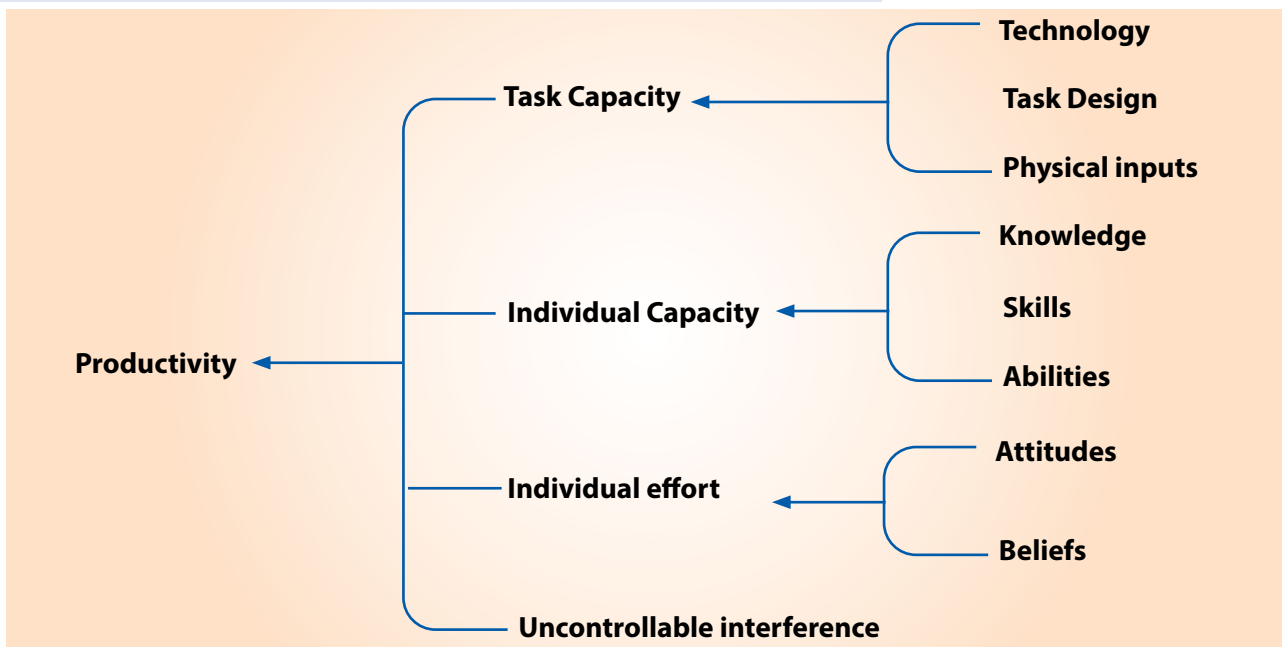 Technology
Task Capacity
Task Design
Physical inputs
Knowledge
Individual Capacity
Skills
Productivity
Abilities
Attitudes
Individual effort
Beliefs
Uncontrollable interference